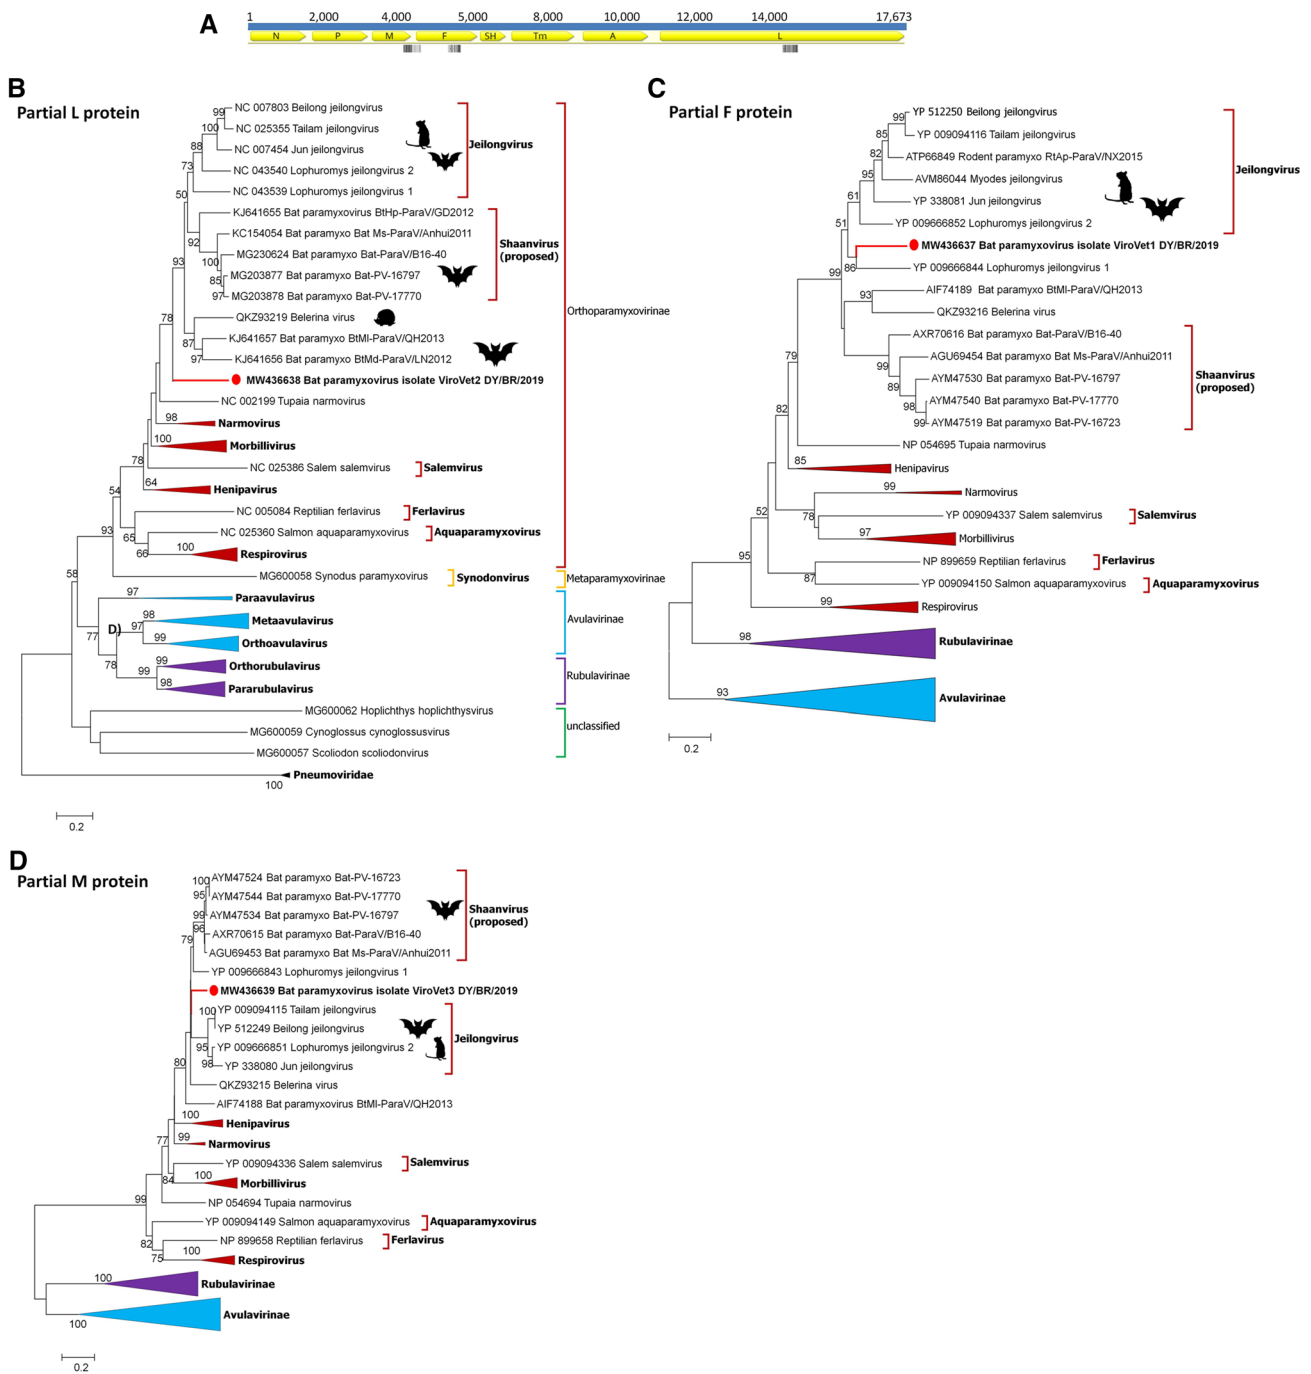 A
1 2,000 4,000 5,000 8,000 10,000 12,000 14,000 17,673
N P M F SH Tm A L
B
Partial L protein
NC 007803 Beilong jeilongvirus
99
NC 025355 Tailam jeilongvirus
100
NC 007454 Jun jeilongvirus
Jeilongvirus
88
NC 043540 Lophuromys jeilongvirus 2
73
NC 043539 Lophuromys jeilongvirus 1
50
KJ641655 Bat paramyxovirus BtHp-ParaV/GD2012
KC154054 Bat paramyxovirus Bat Ms-ParaV/Anhui2011
92
Shaanvirus
(proposed)
MG230624 Bat paramyxovirus Bat-ParaV/B16-40
100
93
MG203877 Bat paramyxovirus Bat-PV-16797
85
MG203878 Bat paramyxo Bat-PV-17770
97
QKZ93219 Belerina virus
78
Orthoparamyxovirinae
KJ641657 Bat paramyxo BtMl-ParaV/QH2013
87
KJ641656 Bat paramyxo BtMd-ParaV/LN2012
97
MW436638 Bat paramyxovirus isolate ViroVet2 DY/BR/2019
NC 002199 Tupaia narmovirus
98 Narmovirus
100 Morbillivirus
78
NC 025386 Salem salemvirus Salemvirus
64 Henipavirus
54
NC 005084 Reptilian ferlavirus Ferlavirus
93
NC 025360 Salmon aquaparamyxovirus Aquaparamyxovirus
65
66 100 Respirovirus
58
MG600058 Synodus paramyxovirus Synodonvirus Metaparamyxovirinae
97 Paraavulavirus
98 Metaavulavirus Avulavirinae
D) 97
77
99 Orthoavulavirus
78
99 Orthorubulavirus
99 Rubulavirinae
98 Pararubulavirus
MG600062 Hoplichthys hoplichthysvirus
MG600059 Cynoglossus cynoglossusvirus unclassified
MG600057 Scoliodon scoliodonvirus
Pneumoviridae
100
0.2
C
Partial F protein
YP 512250 Beilong jeilongvirus
99
YP 009094116 Tailam jeilongvirus
85
ATP66849 Rodent paramyxo RtAp-ParaV/NX2015
82
Jeilongvirus
AVM86044 Myodes jeilongvirus
95
YP 338081 Jun jeilongvirus
61
YP 009666852 Lophuromys jeilongvirus 2
51
MW436637 Bat paramyxovirus isolate ViroVet1 DY/BR/2019
86
YP 009666844 Lophuromys jeilongvirus 1
99
AIF74189 Bat paramyxo BtMl-ParaV/QH2013
93
QKZ93216 Belerina virus
AXR70616 Bat paramyxo Bat-ParaV/B16-40
AGU69454 Bat paramyxo Bat Ms-ParaV/Anhui2011
79
99
AYM47530 Bat paramyxo Bat-PV-16797
Shaanvirus
(proposed)
89
AYM47540 Bat paramyxo Bat-PV-17770
98
AYM47519 Bat paramyxo Bat-PV-16723
99
82
NP 054695 Tupaia narmovirus
85 Henipavirus
99 Narmovirus
52
YP 009094337 Salem salemvirus Salemvirus
78
97 Morbillivirus
95
NP 899659 Reptilian ferlavirus Ferlavirus
87
YP 009094150 Salmon aquaparamyxovirus Aquaparamyxovirus
99 Respirovirus
98 Rubulavirinae
93 Avulavirinae
0.2
D
Partial M protein
AYM47524 Bat paramyxo Bat-PV-16723
100
AYM47544 Bat paramyxo Bat-PV-17770
95
AYM47534 Bat paramyxo Bat-PV-16797
99
Shaanvirus
(proposed)
96
AXR70615 Bat paramyxo Bat-ParaV/B16-40
79
AGU69453 Bat paramyxo Bat Ms-ParaV/Anhui2011
YP 009666843 Lophuromys jeilongvirus 1
MW436639 Bat paramyxovirus isolate ViroVet3 DY/BR/2019
YP 009094115 Tailam jeilongvirus
100
YP 512249 Beilong jeilongvirus
Jeilongvirus
YP 009666851 Lophuromys jeilongvirus 2
95
YP 338080 Jun jeilongvirus
98
80
QKZ93215 Belerina virus
AIF74188 Bat paramyxovirus BtMl-ParaV/QH2013
100 Henipavirus
99 Narmovirus
77
YP 009094336 Salem salemvirus Salemvirus
84 100 Morbillivirus
99
NP 054694 Tupaia narmovirus
YP 009094149 Salmon aquaparamyxovirus Aquaparamyxovirus
82
NP 899658 Reptilian ferlavirus Ferlavirus
75 100 Respirovirus
100 Rubulavirinae
Avulavirinae
100
0.2